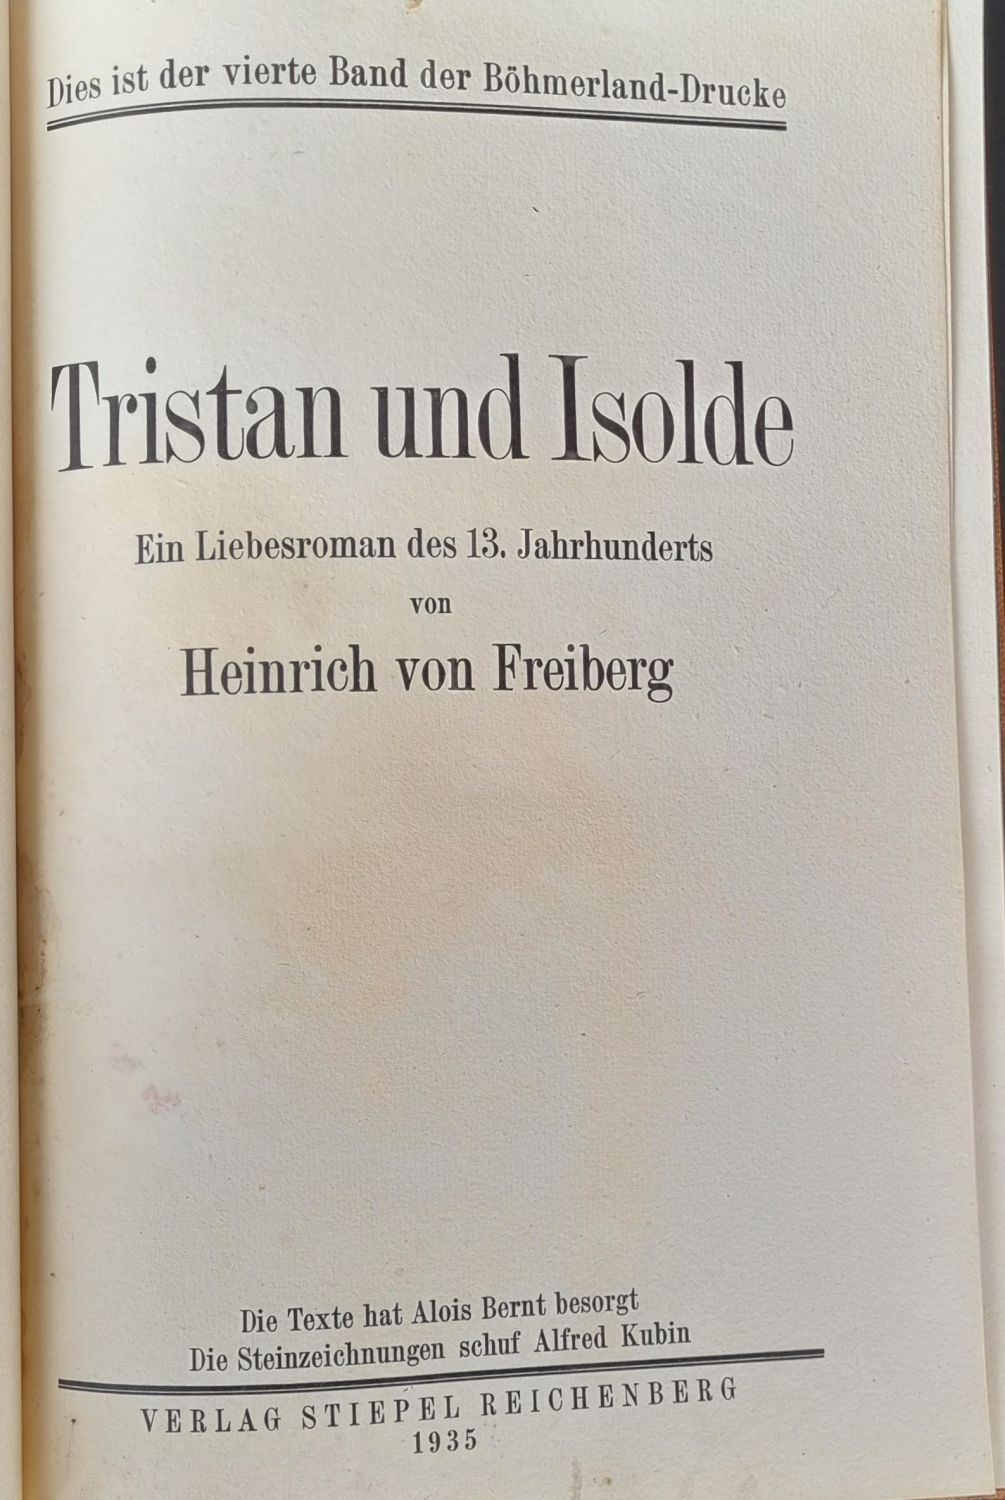 Dies ist der vierte Band der Böhmerland-Drucke
Tristan und Isolde
Ein Liebesroman des 13. Jahrhunderts
von
Heinrich von Freiberg
Die Texte hat Alois Bernt besorgt
Die Steinzeichnungen schuf Alfred Kubin
VERLAG STIEPEL REICHENBERG
1935